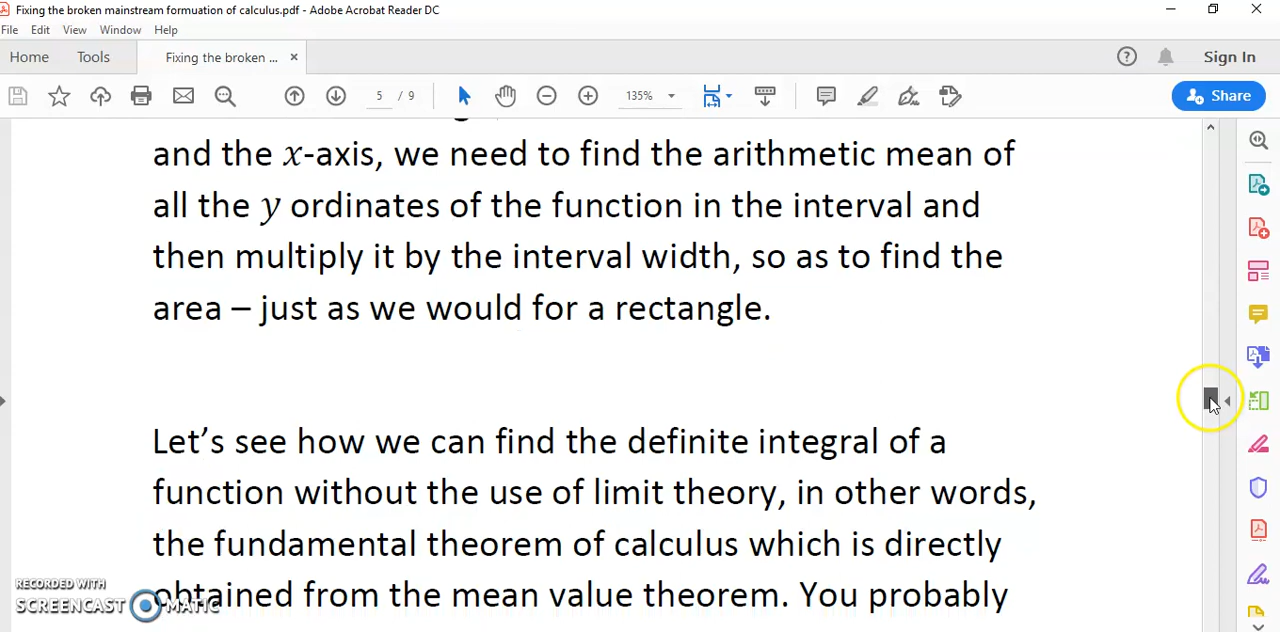 Fixing the broken mainstream formuation of calculus.pdf - Adobe Acrobat Reader DC
File Edit View Window Help
Home Tools Fixing the broken ... × Sign In
5 / 9 135% Share
and the x-axis, we need to find the arithmetic mean of
all the y ordinates of the function in the interval and
then multiply it by the interval width, so as to find the
area – just as we would for a rectangle.
Let’s see how we can find the definite integral of a
function without the use of limit theory, in other words,
the fundamental theorem of calculus which is directly
obtained from the mean value theorem. You probably
RECORDED WITH
SCREENCAST MATIC